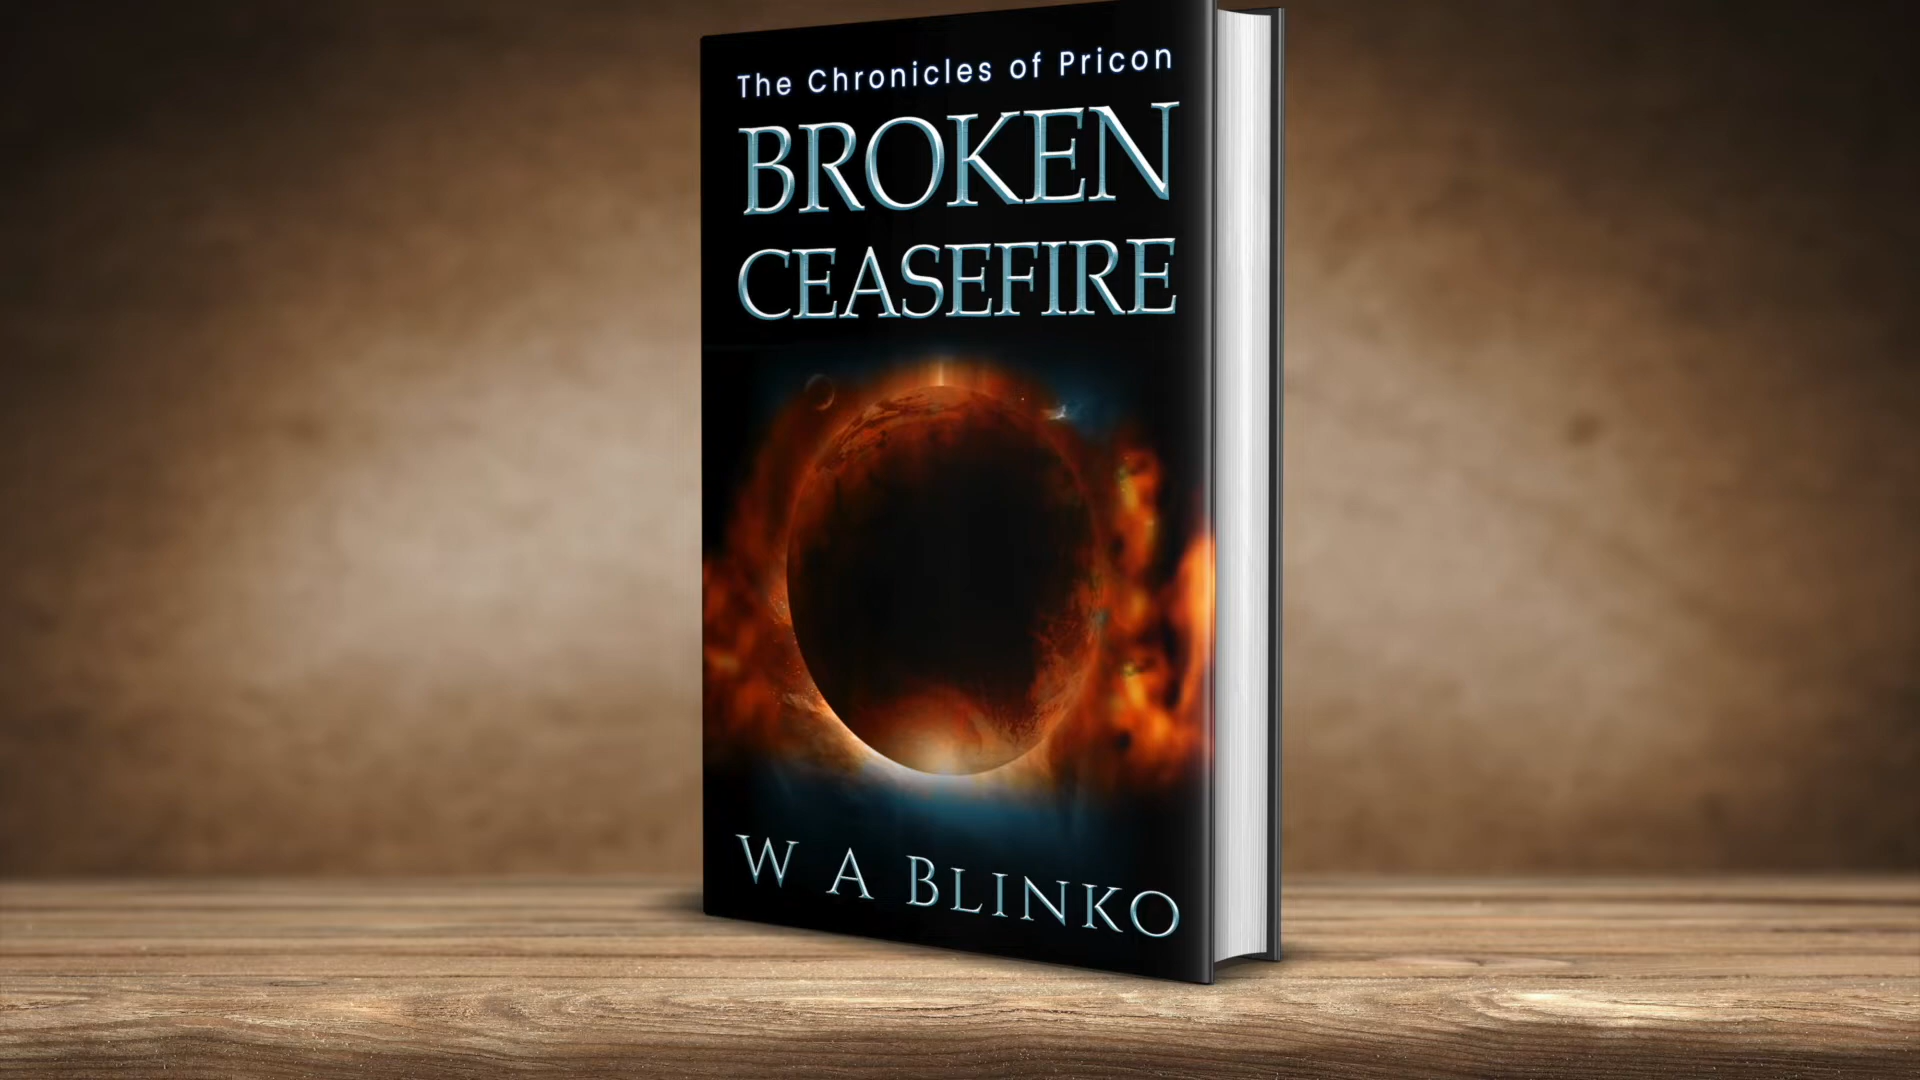 The Chronicles of Pricon
BROKEN
CEASEFIRE
W A BLINKO